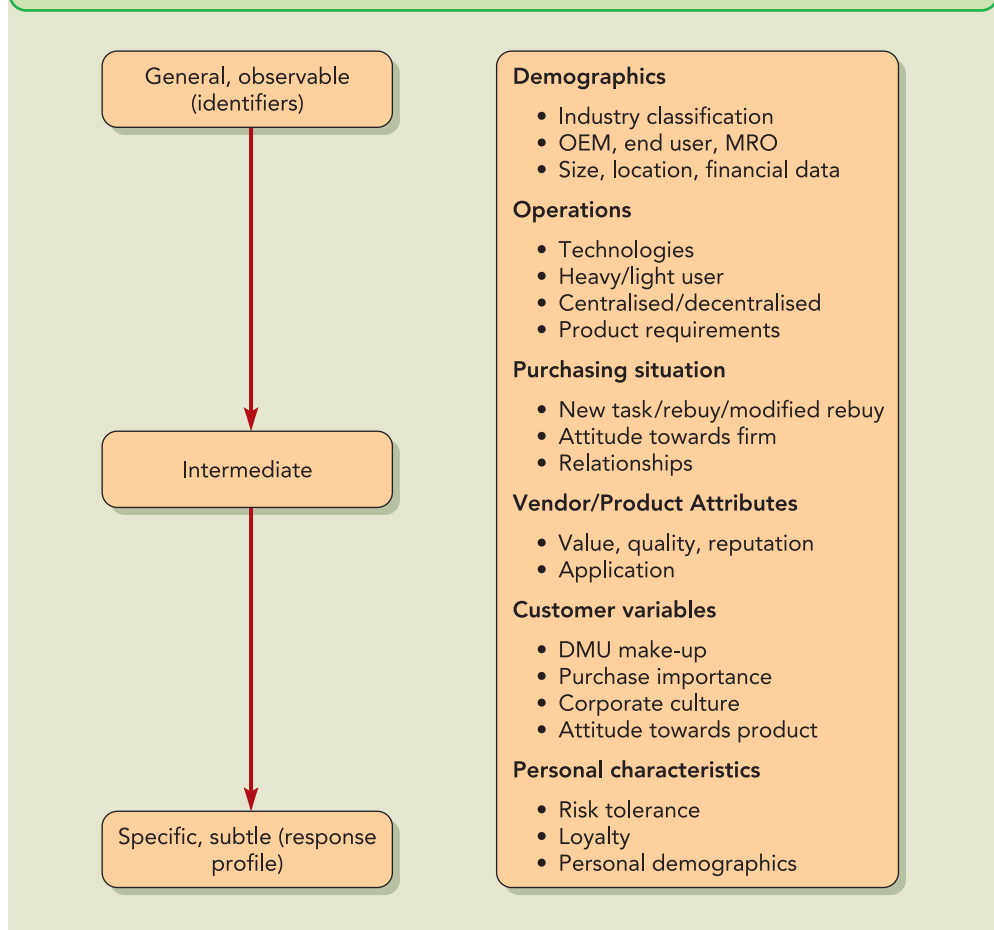 General, observable
(identifiers)
Intermediate
Specific, subtle (response
profile)
Demographics
• Industry classification
• OEM, end user, MRO
• Size, location, financial data
Operations
• Technologies
• Heavy/light user
• Centralised/decentralised
• Product requirements
Purchasing situation
• New task/rebuy/modified rebuy
• Attitude towards firm
• Relationships
Vendor/Product Attributes
• Value, quality, reputation
• Application
Customer variables
• DMU make-up
• Purchase importance
• Corporate culture
• Attitude towards product
Personal characteristics
• Risk tolerance
• Loyalty
• Personal demographics